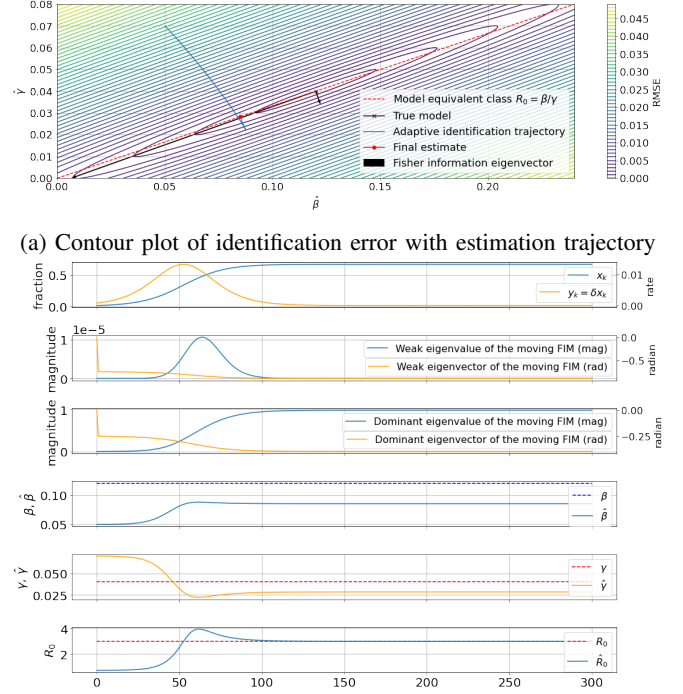 0.08
0.07
0.06
0.05
0.04
0.03
0.02
0.01
0.00
γ̂
0.00 0.05 0.10 0.15 0.20
β̂
Model equivalent class R₀ = β/γ
True model
Adaptive identification trajectory
Final estimate
Fisher information eigenvector
0.045
0.040
0.035
0.030
0.025
0.020
0.015
0.010
0.005
0.000
RMSE
(a) Contour plot of identification error with estimation trajectory
fraction
0.5
0.0
xₖ
yₖ = δxₖ
0.01
0.00
rate
1e−5
magnitude
1
0
Weak eigenvalue of the moving FIM (mag)
Weak eigenvector of the moving FIM (rad)
0.0
−0.5
radian
magnitude
1
0
Dominant eigenvalue of the moving FIM (mag)
Dominant eigenvector of the moving FIM (rad)
0.00
−0.25
radian
β, β̂
0.10
0.05
β
β̂
γ, γ̂
0.050
0.025
γ
γ̂
R₀
4
2
R₀
R̂₀
0 50 100 150 200 250 300